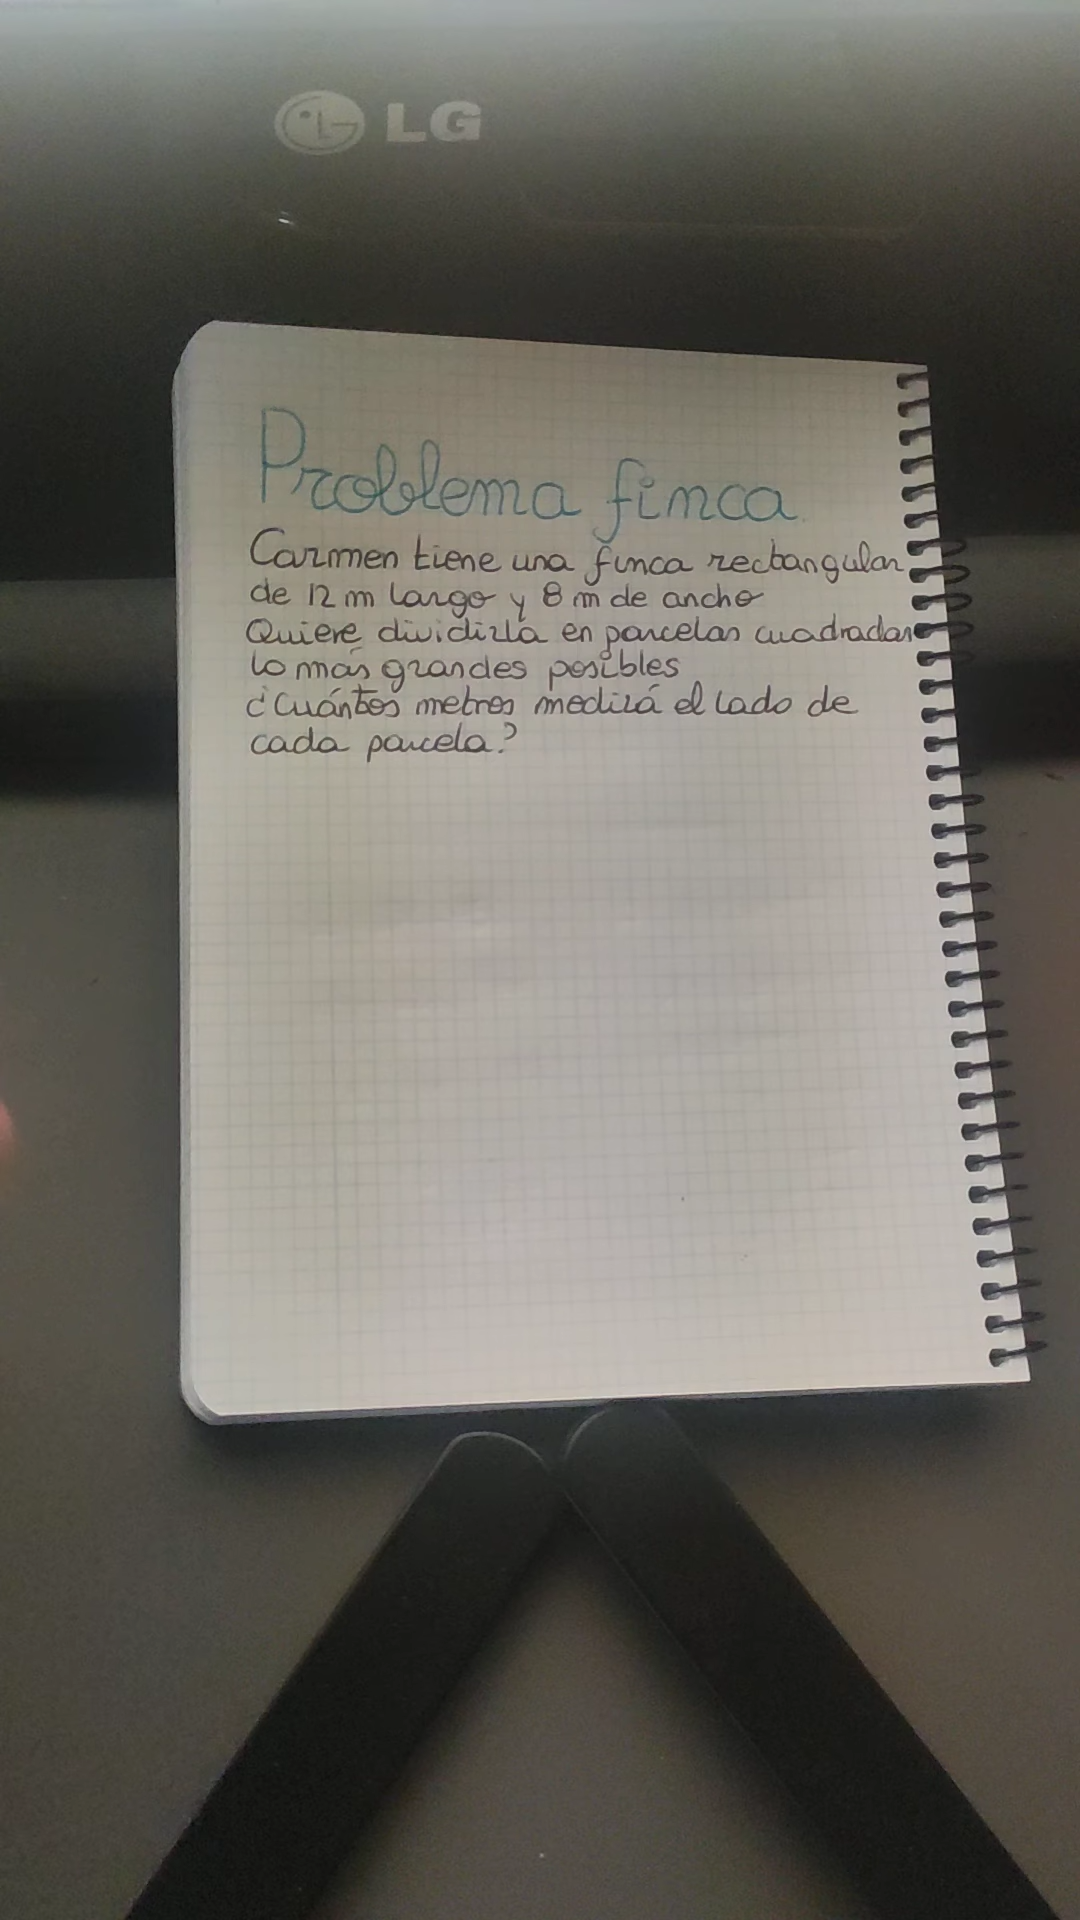 LG
Problema finca
Carmen tiene una finca rectangular
de 12 m largo y 8 m de ancho
Quiere dividirla en parcelas cuadradas
lo más grandes posibles
¿Cuántos metros medirá el lado de
cada parcela?